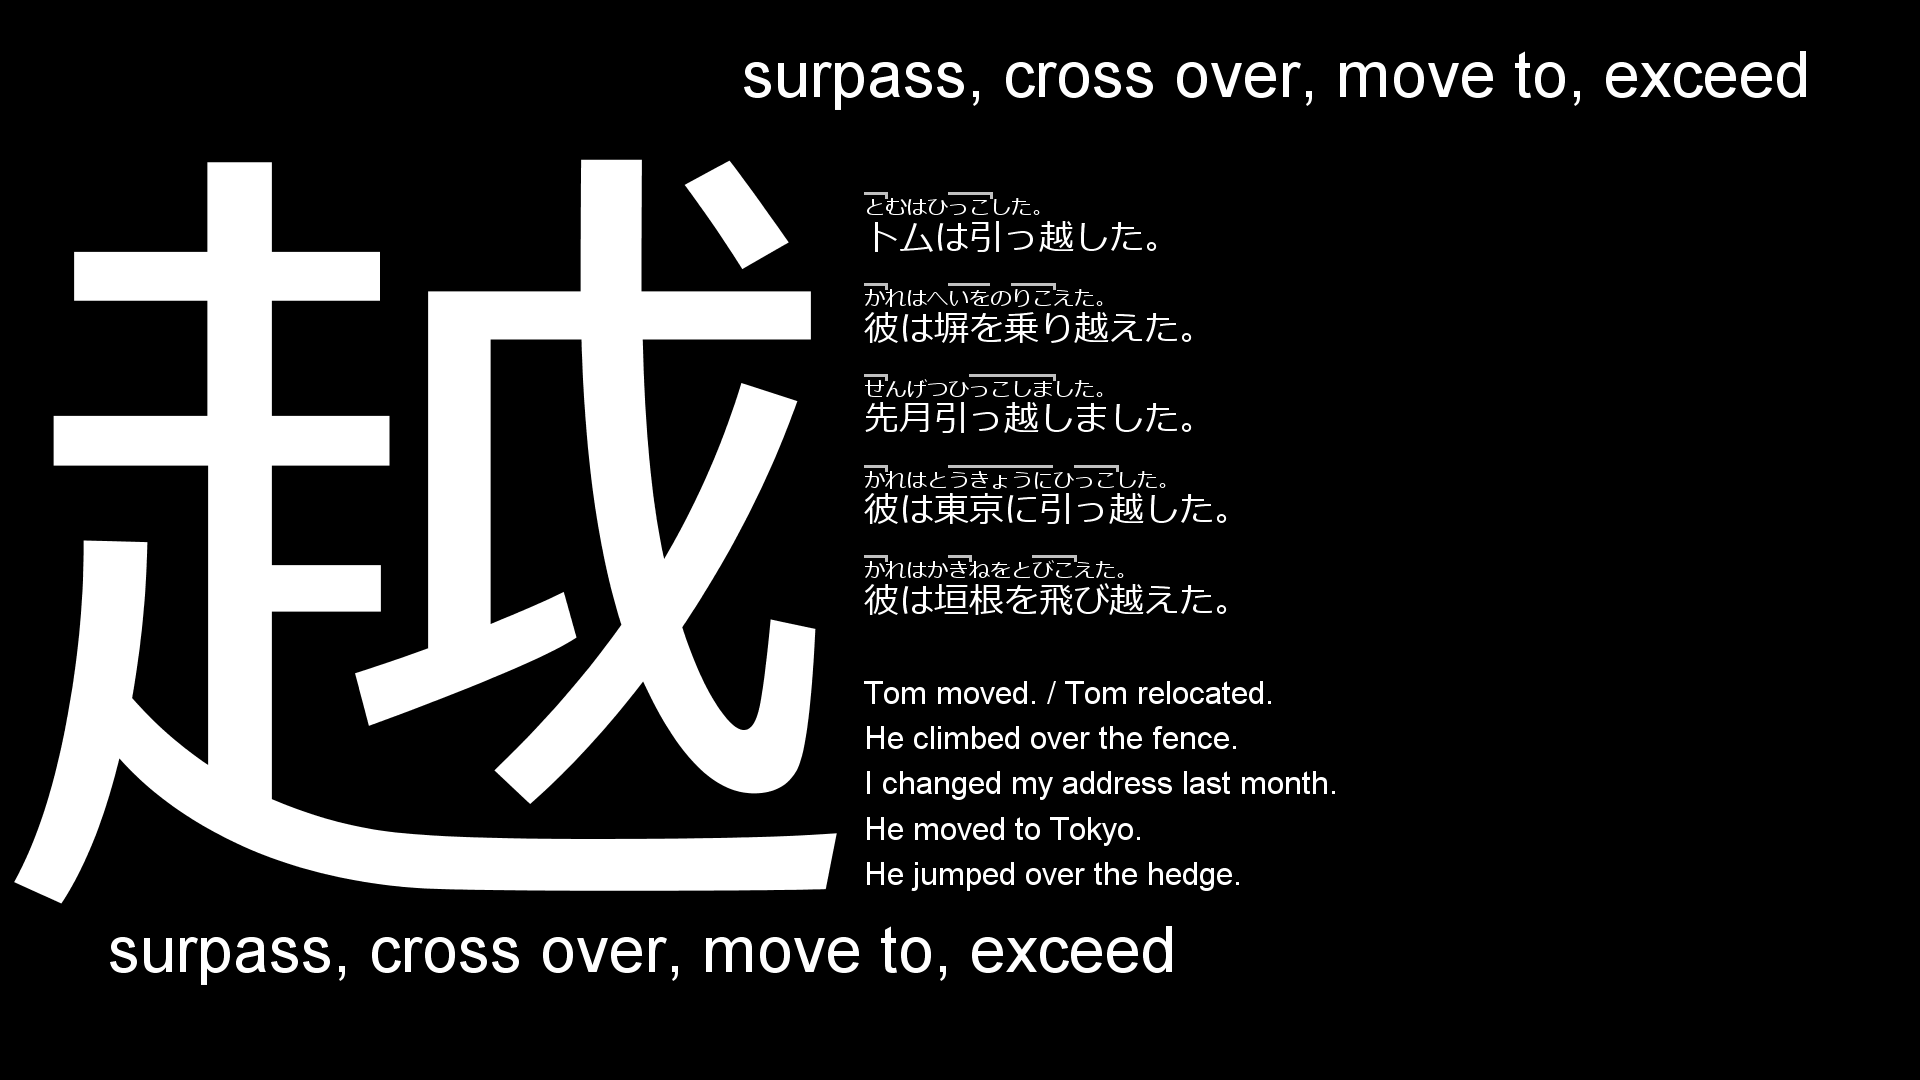 surpass, cross over, move to, exceed
越
とむはひっこした。
トムは引っ越した。
かれはへいをのりこえた。
彼は塀を乗り越えた。
せんげつひっこしました。
先月引っ越しました。
かれはとうきょうにひっこした。
彼は東京に引っ越した。
かれはかきねをとびこえた。
彼は垣根を飛び越えた。
Tom moved. / Tom relocated.
He climbed over the fence.
I changed my address last month.
He moved to Tokyo.
He jumped over the hedge.
surpass, cross over, move to, exceed